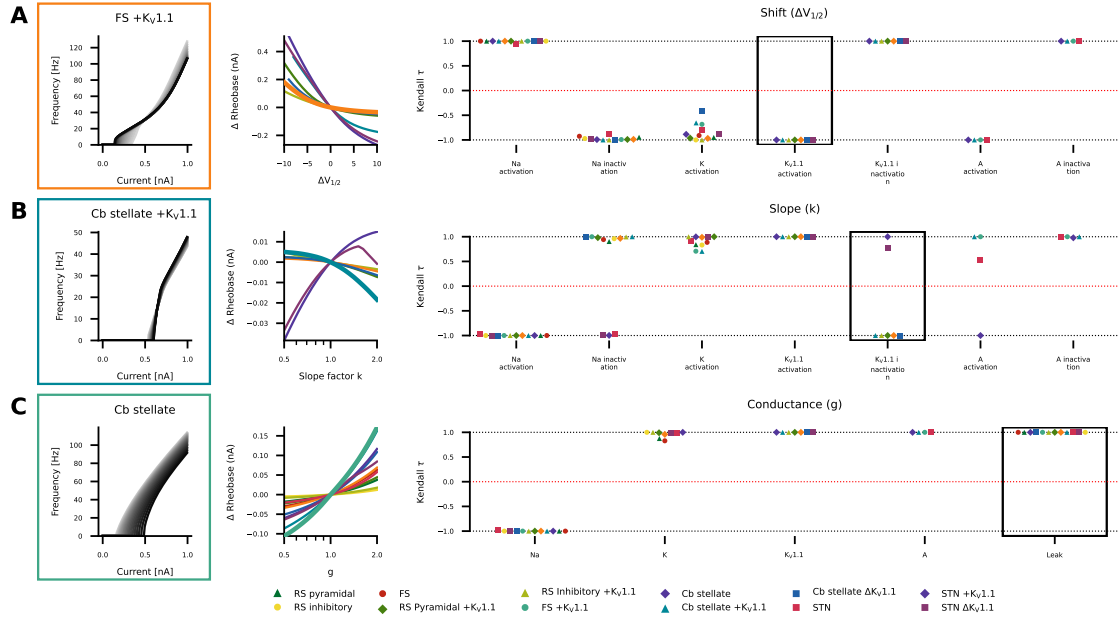 A
FS +KV1.1
Frequency [Hz]
120
100
80
60
40
20
0
0.0
0.5
1.0
Current [nA]
Δ Rheobase (nA)
0.4
0.2
0.0
−0.2
−10
0
10
ΔV1/2
Shift (ΔV1/2)
Kendall τ
1.0
0.5
0.0
−0.5
−1.0
Na
activation
Na inactiv
ation
K
activation
KV1.1
activation
KV1.1 i
nactivatio
n
A
activation
A inactiva
tion
B
Cb stellate +KV1.1
Frequency [Hz]
50
40
30
20
10
0
0.0
0.5
1.0
Current [nA]
Δ Rheobase (nA)
0.01
0.00
−0.01
−0.02
−0.03
0.5
1.0
2.0
Slope factor k
Slope (k)
Kendall τ
1.0
0.5
0.0
−0.5
−1.0
Na
activation
Na inactiv
ation
K
activation
KV1.1
activation
KV1.1 i
nactivatio
n
A
activation
A inactiva
tion
C
Cb stellate
Frequency [Hz]
100
80
60
40
20
0
0.0
0.5
1.0
Current [nA]
Δ Rheobase (nA)
0.15
0.10
0.05
0.00
−0.05
−0.10
0.5
1.0
2.0
g
Conductance (g)
Kendall τ
1.0
0.5
0.0
−0.5
−1.0
Na
K
KV1.1
A
Leak
RS pyramidal
RS inhibitory
FS
RS Pyramidal +KV1.1
RS Inhibitory +KV1.1
FS +KV1.1
Cb stellate
Cb stellate +KV1.1
Cb stellate ΔKV1.1
STN
STN +KV1.1
STN ΔKV1.1